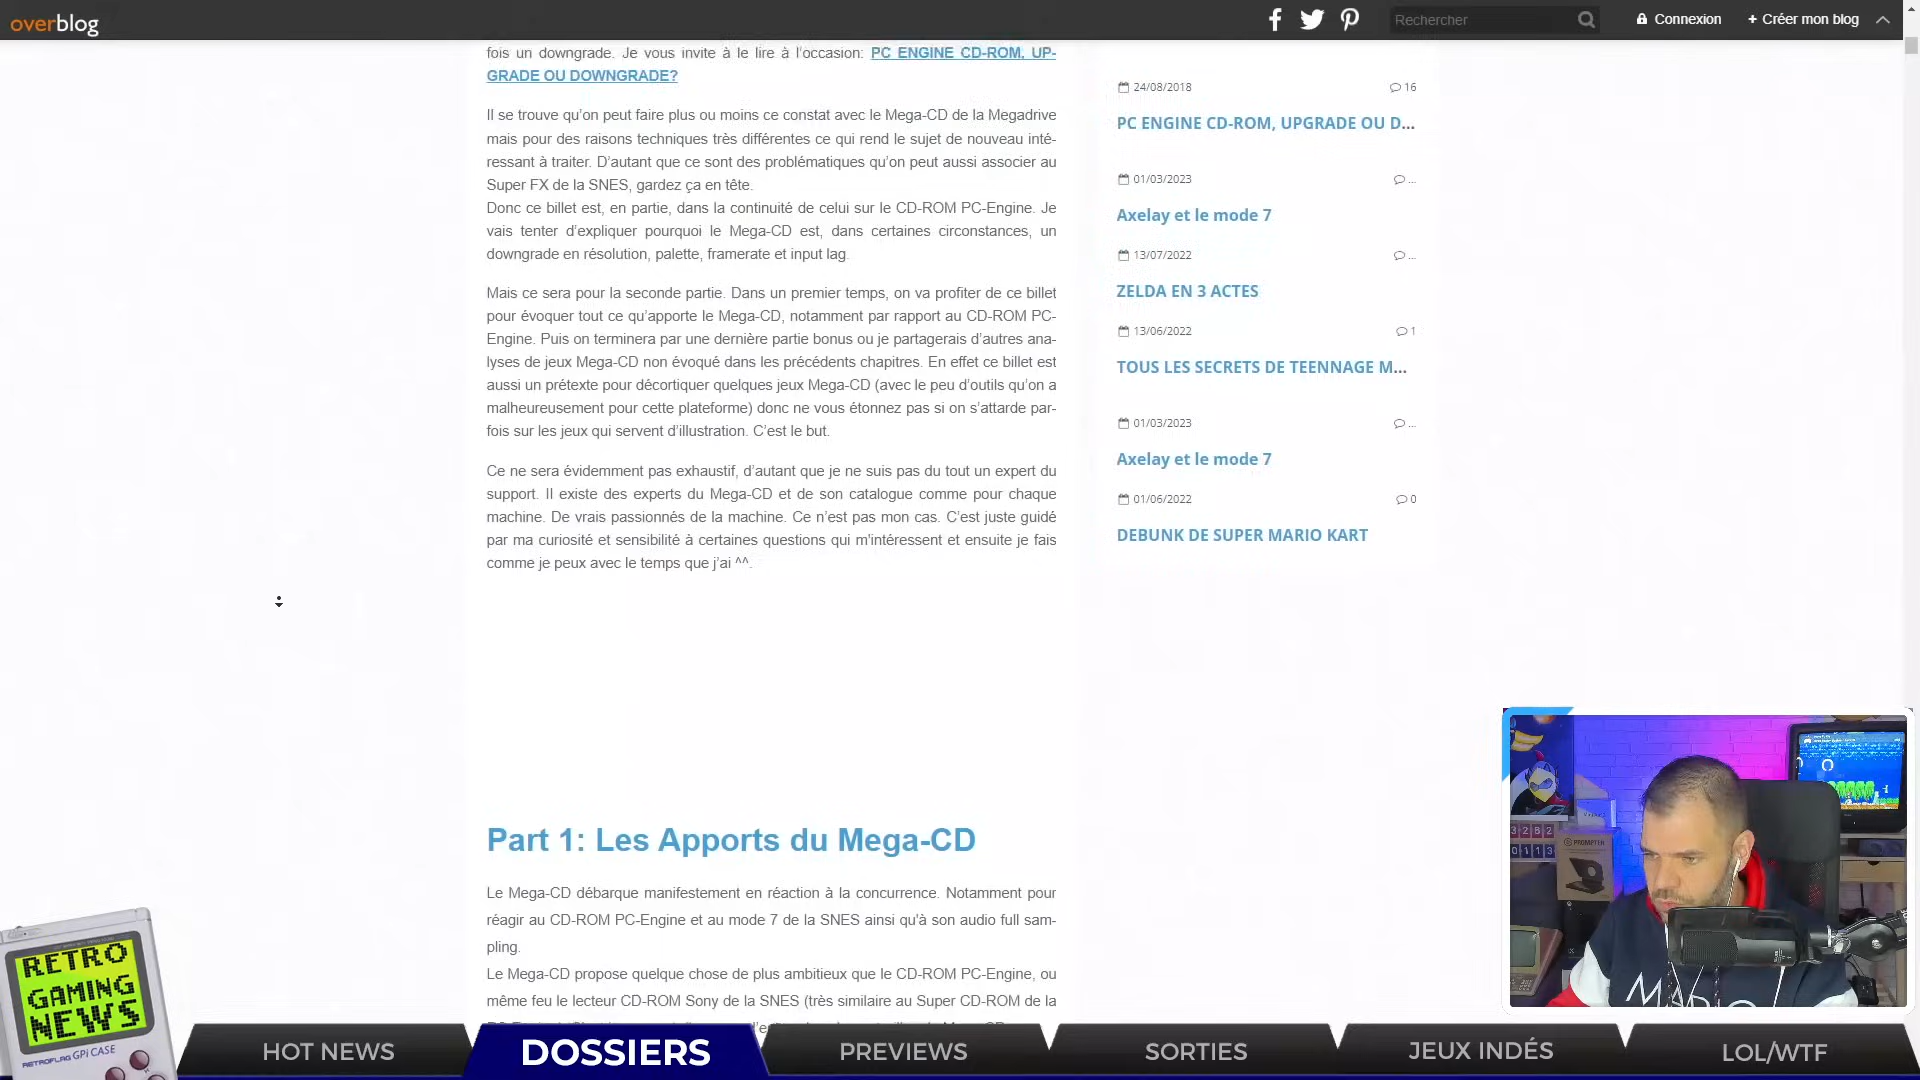 overblog
Rechercher
Connexion
+ Créer mon blog
fois un downgrade. Je vous invite à le lire à l’occasion: PC ENGINE CD-ROM, UP-
GRADE OU DOWNGRADE?
Il se trouve qu’on peut faire plus ou moins ce constat avec le Mega-CD de la Megadrive
mais pour des raisons techniques très différentes ce qui rend le sujet de nouveau inté-
ressant à traiter. D’autant que ce sont des problématiques qu’on peut aussi associer au
Super FX de la SNES, gardez ça en tête.
Donc ce billet est, en partie, dans la continuité de celui sur le CD-ROM PC-Engine. Je
vais tenter d’expliquer pourquoi le Mega-CD est, dans certaines circonstances, un
downgrade en résolution, palette, framerate et input lag.
Mais ce sera pour la seconde partie. Dans un premier temps, on va profiter de ce billet
pour évoquer tout ce qu’apporte le Mega-CD, notamment par rapport au CD-ROM PC-
Engine. Puis on terminera par une dernière partie bonus ou je partagerais d’autres ana-
lyses de jeux Mega-CD non évoqué dans les précédents chapitres. En effet ce billet est
aussi un prétexte pour décortiquer quelques jeux Mega-CD (avec le peu d’outils qu’on a
malheureusement pour cette plateforme) donc ne vous étonnez pas si on s’attarde par-
fois sur les jeux qui servent d’illustration. C’est le but.
Ce ne sera évidemment pas exhaustif, d’autant que je ne suis pas du tout un expert du
support. Il existe des experts du Mega-CD et de son catalogue comme pour chaque
machine. De vrais passionnés de la machine. Ce n’est pas mon cas. C’est juste guidé
par ma curiosité et sensibilité à certaines questions qui m'intéressent et ensuite je fais
comme je peux avec le temps que j’ai ^^.
Part 1: Les Apports du Mega-CD
Le Mega-CD débarque manifestement en réaction à la concurrence. Notamment pour
réagir au CD-ROM PC-Engine et au mode 7 de la SNES ainsi qu'à son audio full sam-
pling.
Le Mega-CD propose quelque chose de plus ambitieux que le CD-ROM PC-Engine, ou
même feu le lecteur CD-ROM Sony de la SNES (très similaire au Super CD-ROM de la
24/08/2018 16
PC ENGINE CD-ROM, UPGRADE OU D...
01/03/2023 ...
Axelay et le mode 7
13/07/2022 ...
ZELDA EN 3 ACTES
13/06/2022 1
TOUS LES SECRETS DE TEENNAGE M...
01/03/2023 ...
Axelay et le mode 7
01/06/2022 0
DEBUNK DE SUPER MARIO KART
PROMPTER
RETRO
GAMING
NEWS
RETROFLAG GPi CASE
HOT NEWS
DOSSIERS
PREVIEWS
SORTIES
JEUX INDÉS
LOL/WTF